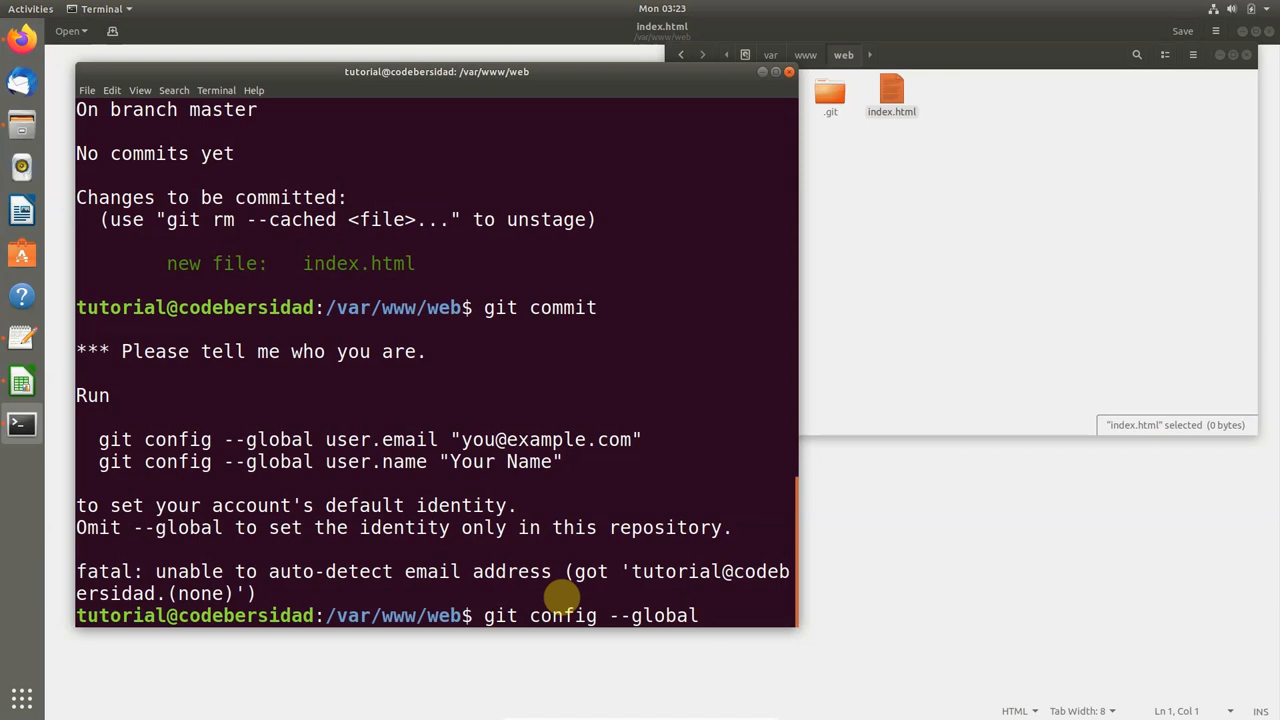 Activities
Terminal
Mon 03:23
Open
index.html
/var/www/web
Save
var
www
web
.git
index.html
tutorial@codebersidad: /var/www/web
File Edit View Search Terminal Help
On branch master
No commits yet
Changes to be committed:
(use "git rm --cached <file>..." to unstage)
new file:   index.html
tutorial@codebersidad:/var/www/web$ git commit
*** Please tell me who you are.
Run
git config --global user.email "you@example.com"
git config --global user.name "Your Name"
to set your account's default identity.
Omit --global to set the identity only in this repository.
fatal: unable to auto-detect email address (got 'tutorial@codeb
ersidad.(none)')
tutorial@codebersidad:/var/www/web$ git config --global
"index.html" selected (0 bytes)
HTML
Tab Width: 8
Ln 1, Col 1
INS